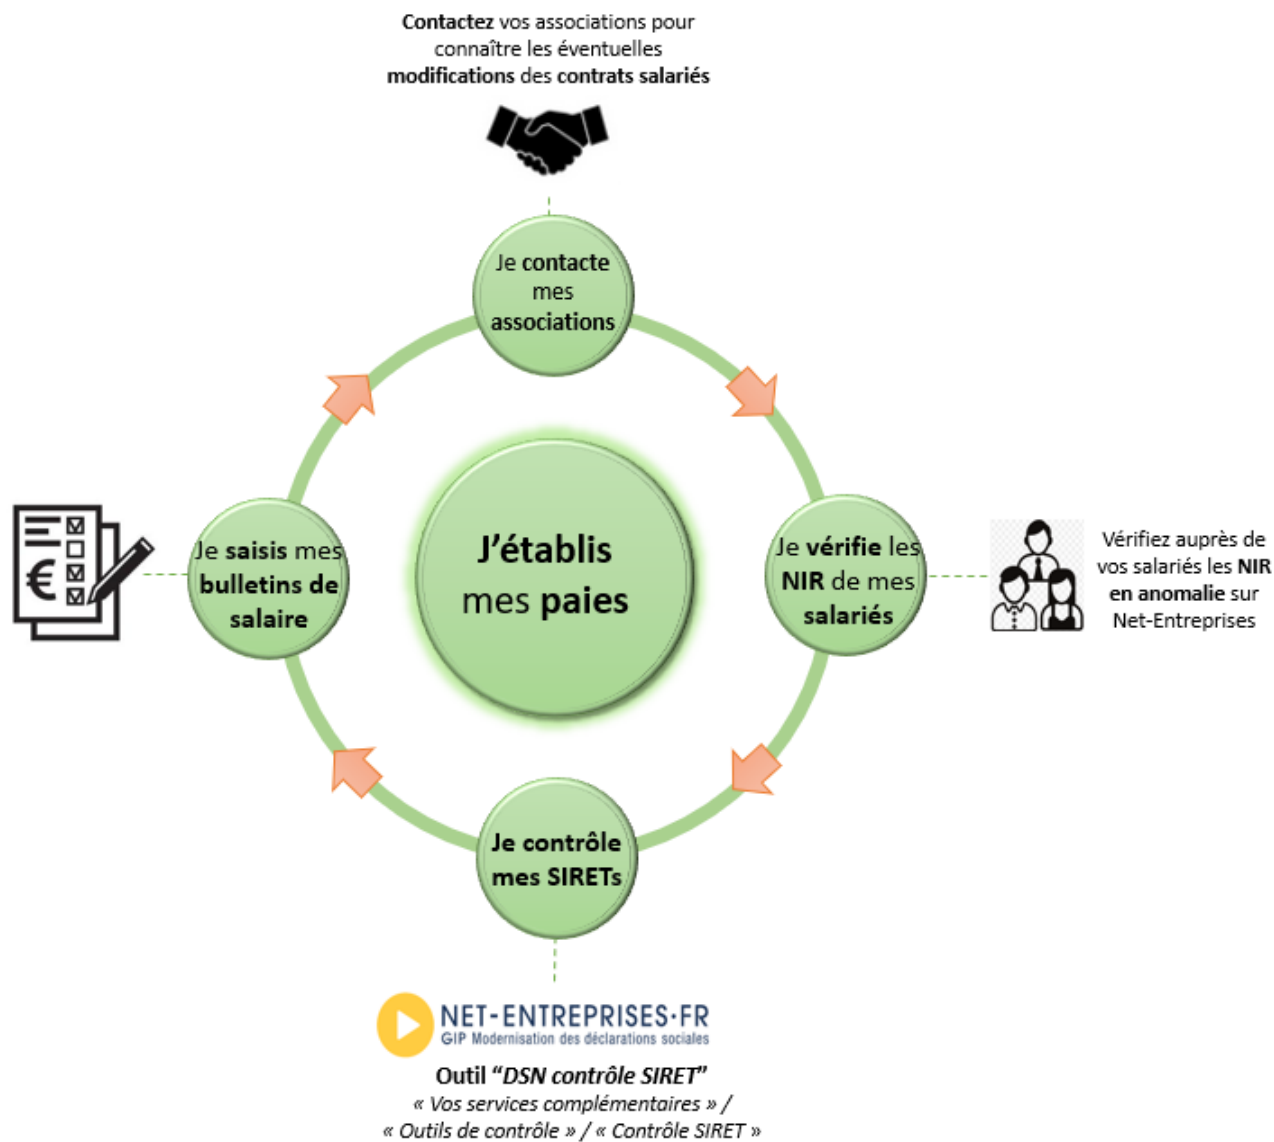 Contactez vos associations pour
connaître les éventuelles
modifications des contrats salariés
Je contacte
mes
associations
Je vérifie les
NIR de mes
salariés
Vérifiez auprès de
vos salariés les NIR
en anomalie sur
Net-Entreprises
J’établis
mes paies
Je saisis mes
bulletins de
salaire
€
Je contrôle
mes SIRETs
NET-ENTREPRISES·FR
GIP Modernisation des déclarations sociales
Outil “DSN contrôle SIRET”
« Vos services complémentaires » /
« Outils de contrôle » / « Contrôle SIRET »